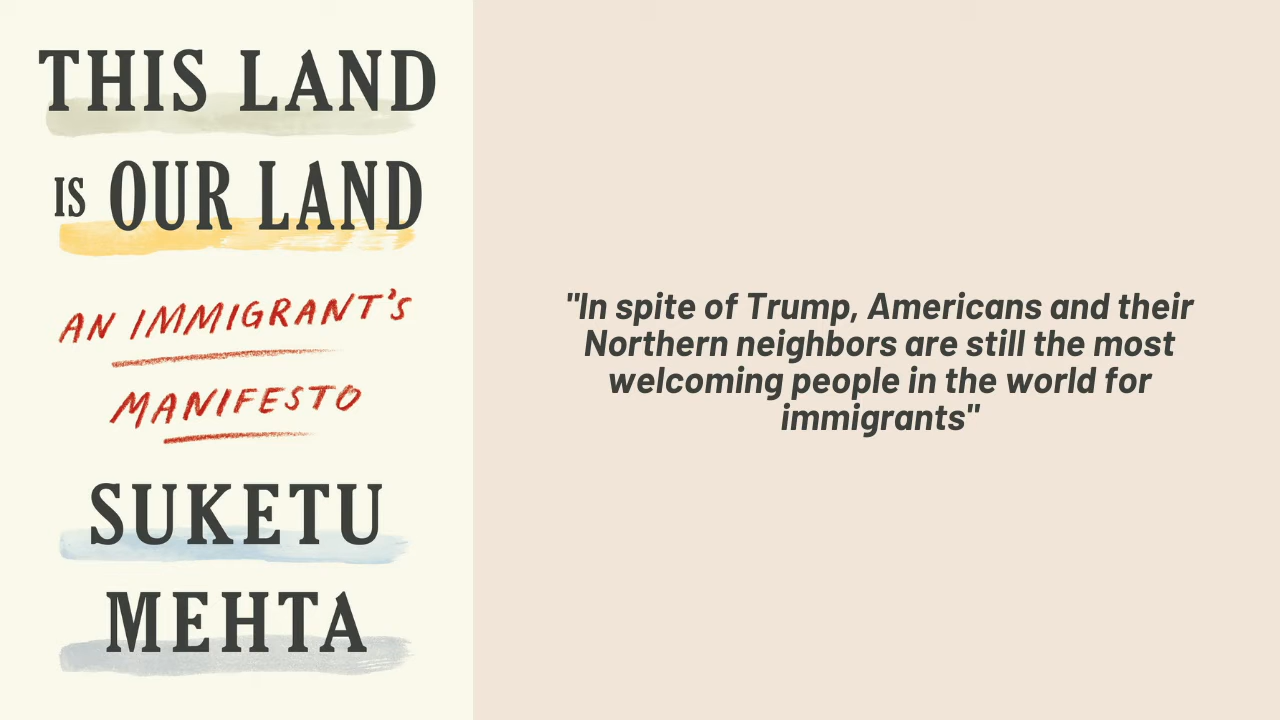 THIS LAND
IS OUR LAND
AN IMMIGRANT'S
MANIFESTO
SUKETU
MEHTA
"In spite of Trump, Americans and their
Northern neighbors are still the most
welcoming people in the world for
immigrants"